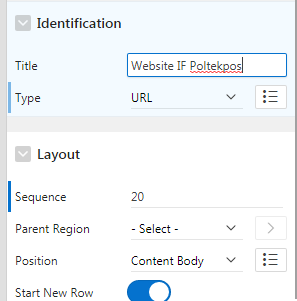 Identification
Title Website IF Poltekpos
Type URL
Layout
Sequence 20
Parent Region - Select -
Position Content Body
Start New Row